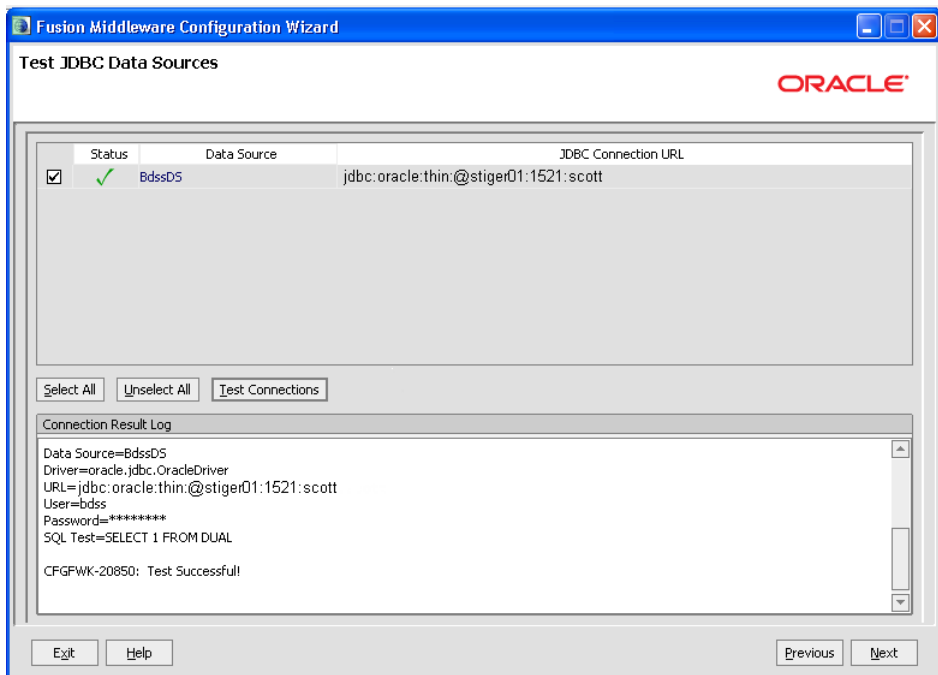 Fusion Middleware Configuration Wizard
Test JDBC Data Sources
ORACLE
Status Data Source JDBC Connection URL
BdssDS jdbc:oracle:thin:@stiger01:1521:scott
Select All Unselect All Test Connections
Connection Result Log
Data Source=BdssDS
Driver=oracle.jdbc.OracleDriver
URL=jdbc:oracle:thin:@stiger01:1521:scott
User=bdss
Password=********
SQL Test=SELECT 1 FROM DUAL
CFGFWK-20850: Test Successful!
Exit Help Previous Next